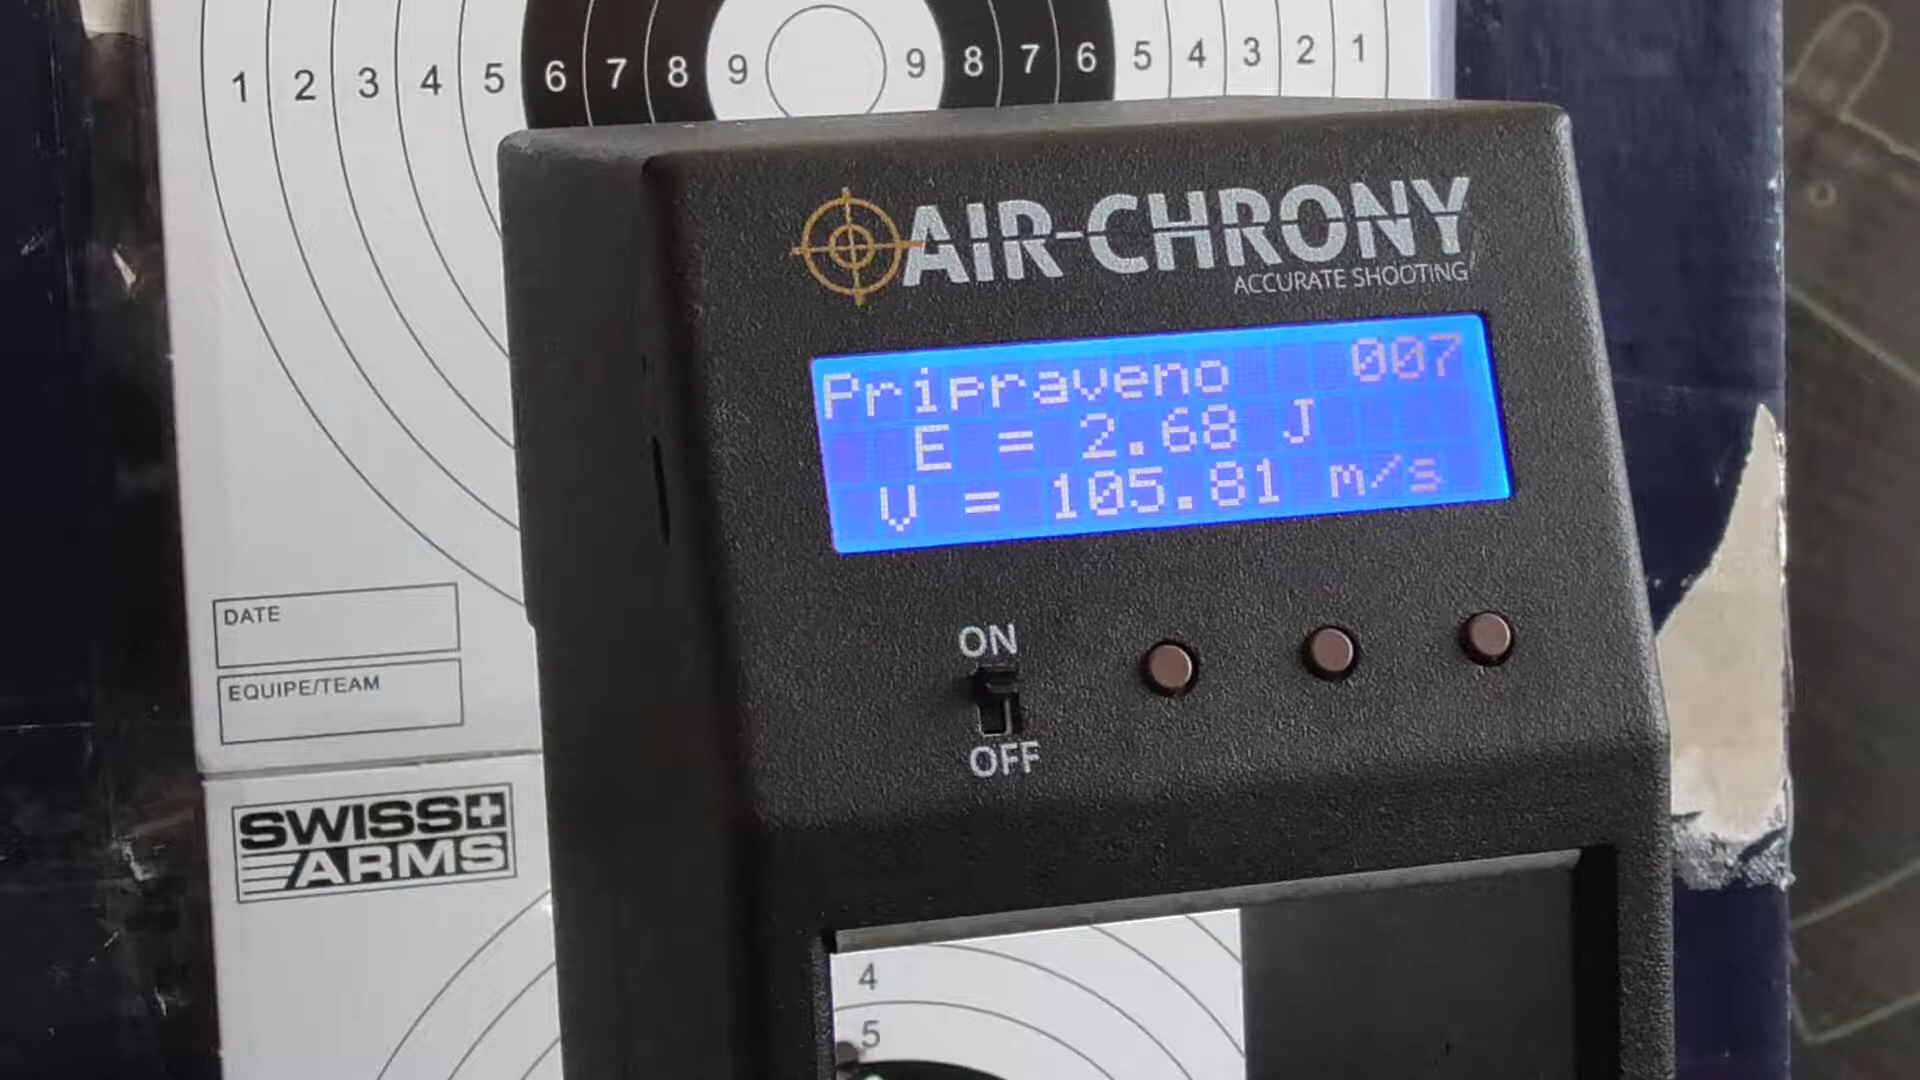 1 2 3 4 5 6 7 8 9 9 8 7 6 5 4 3 2 1
AIR-CHRONY
ACCURATE SHOOTING
Pripraveno 007
E = 2.68 J
V = 105.81 m/s
DATE
EQUIPE/TEAM
ON
OFF
SWISS
ARMS
4
5